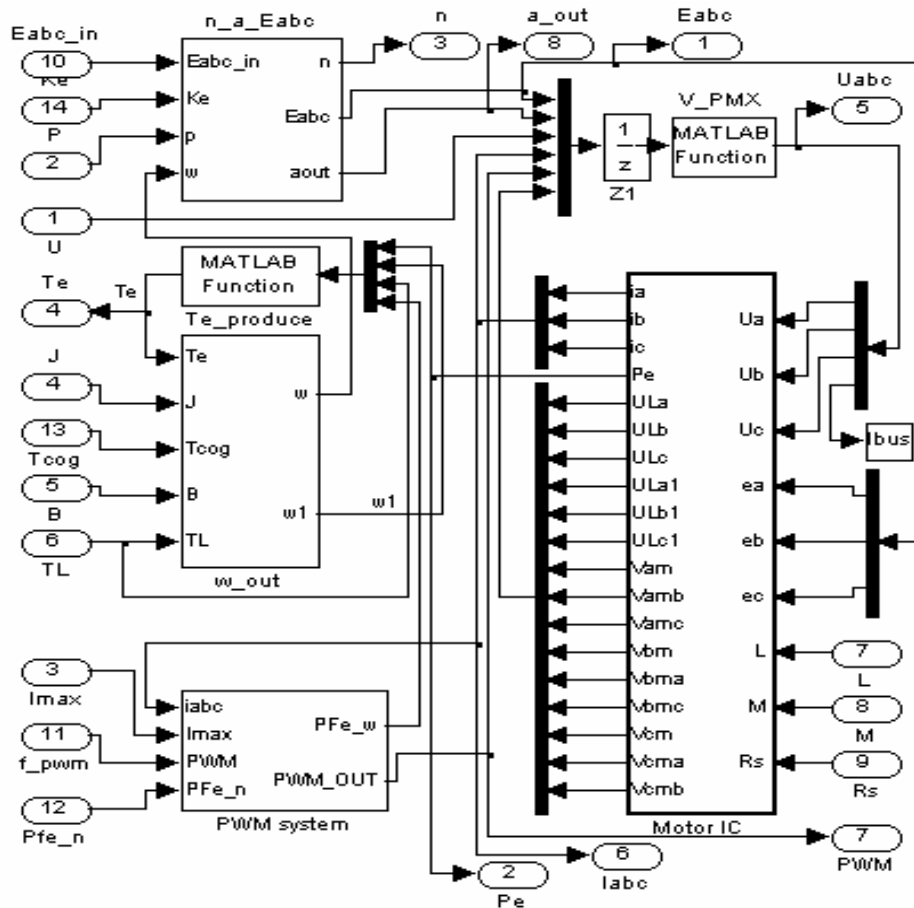 Eabc_in
10
Ke
14
P
2
1
U
n_a_Eabc
Eabc_in
Ke
p
w
n
Eabc
aout
n
3
a_out
8
Eabc
1
Uabc
5
1
z
Z1
V_PMX
MATLAB
Function
Te
4
Te
MATLAB
Function
Te_produce
J
4
13
Tcog
5
B
6
TL
Te
J
Tcog
B
TL
w
w1
w_out
w1
3
Imax
11
f_pwm
12
Pfe_n
iabc
Imax
PWM
PFe_n
PFe_w
PWM_OUT
PWM system
ia
ib
ic
Pe
ULa
ULb
ULc
ULa1
ULb1
ULc1
Vam
Vamb
Vamc
Vbm
Vbma
Vbmc
Vcm
Vcma
Vcmb
Ua
Ub
Uc
ea
eb
ec
L
M
Rs
Motor IC
Ibus
7
L
8
M
9
Rs
7
PWM
6
Iabc
2
Pe